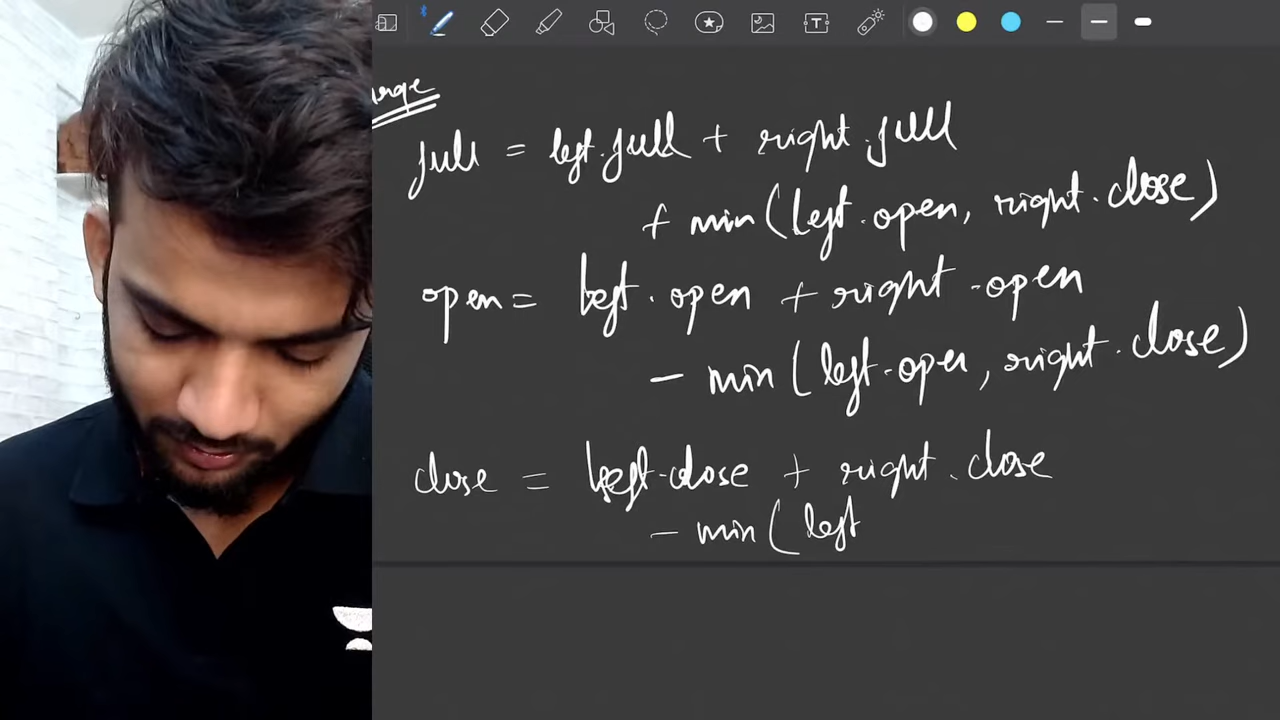 full = left.full + right.full
+ min(left.open, right.close)
open = left.open + right.open
- min(left.open, right.close)
close = left.close + right.close
- min(left